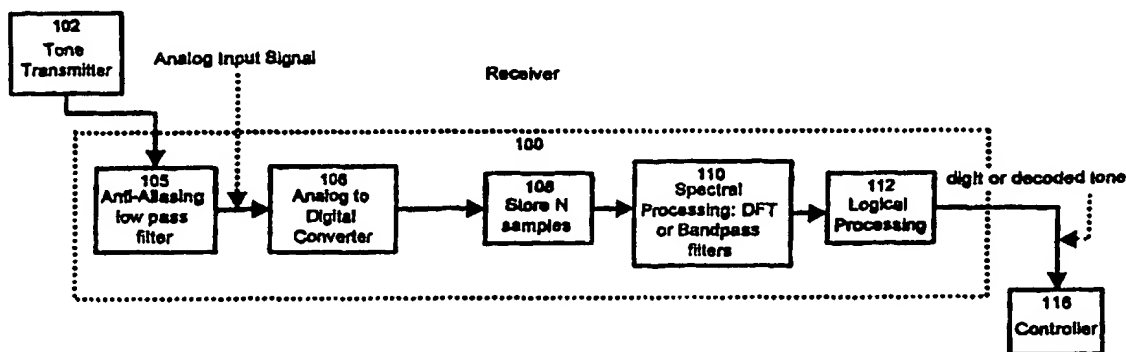 102
Tone
Transmitter
Analog Input Signal
Receiver
100
105
Anti-Aliasing
low pass
filter
106
Analog to
Digital
Converter
108
Store N
samples
110
Spectral
Processing: DFT
or Bandpass
filters
112
Logical
Processing
digit or decoded tone
116
Controller